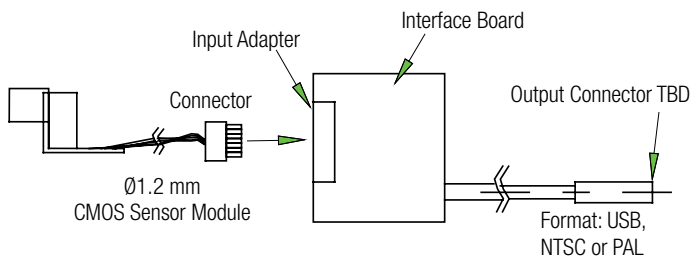 Interface Board
Input Adapter
Connector
Output Connector TBD
Ø1.2 mm
CMOS Sensor Module
Format: USB,
NTSC or PAL